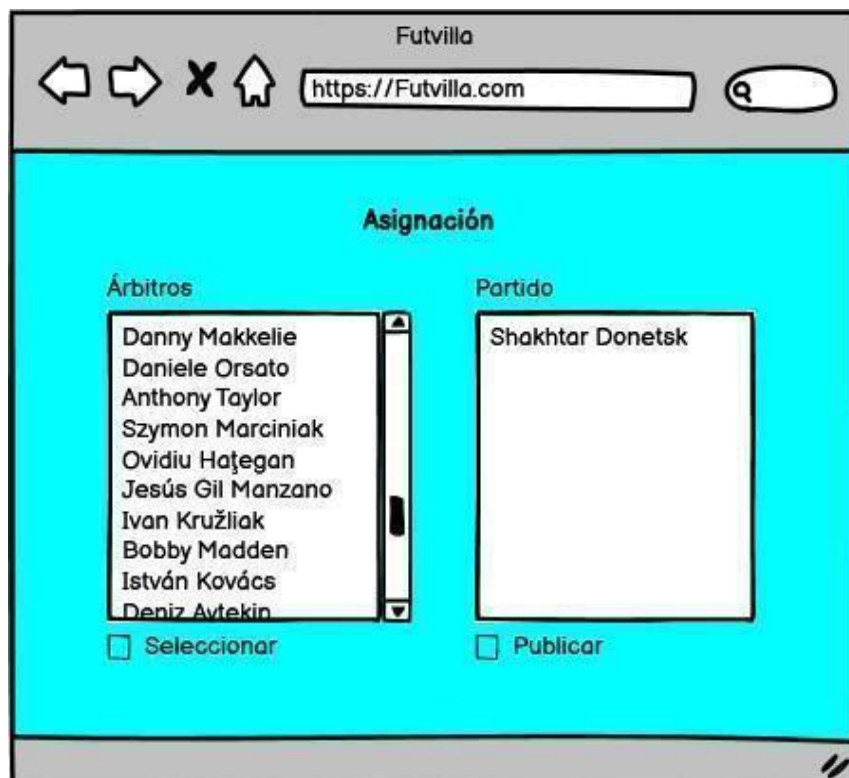 Futvilla
https://Futvilla.com
Asignación
Árbitros
Danny Makkelie
Daniele Orsato
Anthony Taylor
Szymon Marciniak
Ovidiu Haţegan
Jesús Gil Manzano
Ivan Kružliak
Bobby Madden
István Kovács
Deniz Aytekin
Seleccionar
Partido
Shakhtar Donetsk
Publicar